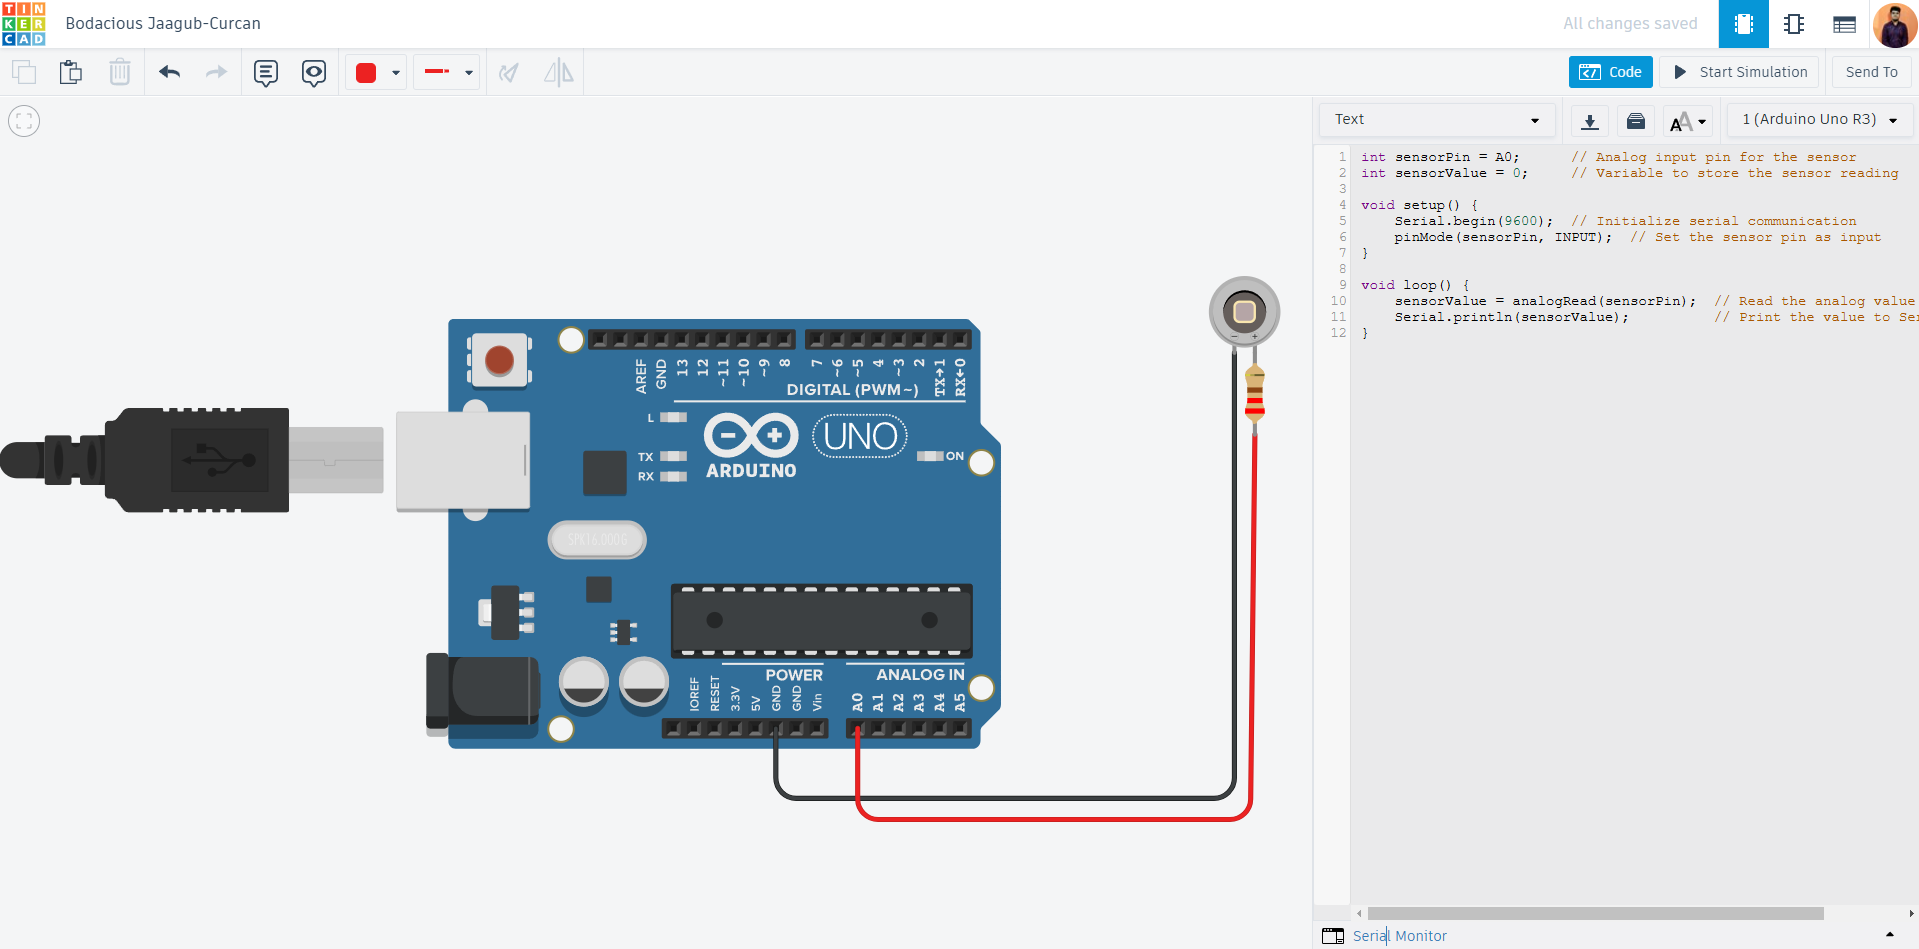 TIN
KER
CAD
Bodacious Jaagub-Curcan
All changes saved
Code
Start Simulation
Send To
Text
1 (Arduino Uno R3)
1 int sensorPin = A0;      // Analog input pin for the sensor
2 int sensorValue = 0;     // Variable to store the sensor reading
3
4 void setup() {
5     Serial.begin(9600);  // Initialize serial communication
6     pinMode(sensorPin, INPUT);  // Set the sensor pin as input
7 }
8
9 void loop() {
10     sensorValue = analogRead(sensorPin);  // Read the analog value
11     Serial.println(sensorValue);          // Print the value to Ser
12 }
AREF GND 13 12 ~11 ~10 ~9 8 7 ~6 ~5 4 ~3 2 TX→1 RX←0
DIGITAL (PWM~)
L
TX
RX
ARDUINO
UNO
ON
SPK16.000G
POWER
ANALOG IN
IOREF RESET 3.3V 5V GND GND Vin A0 A1 A2 A3 A4 A5
- +
Serial Monitor